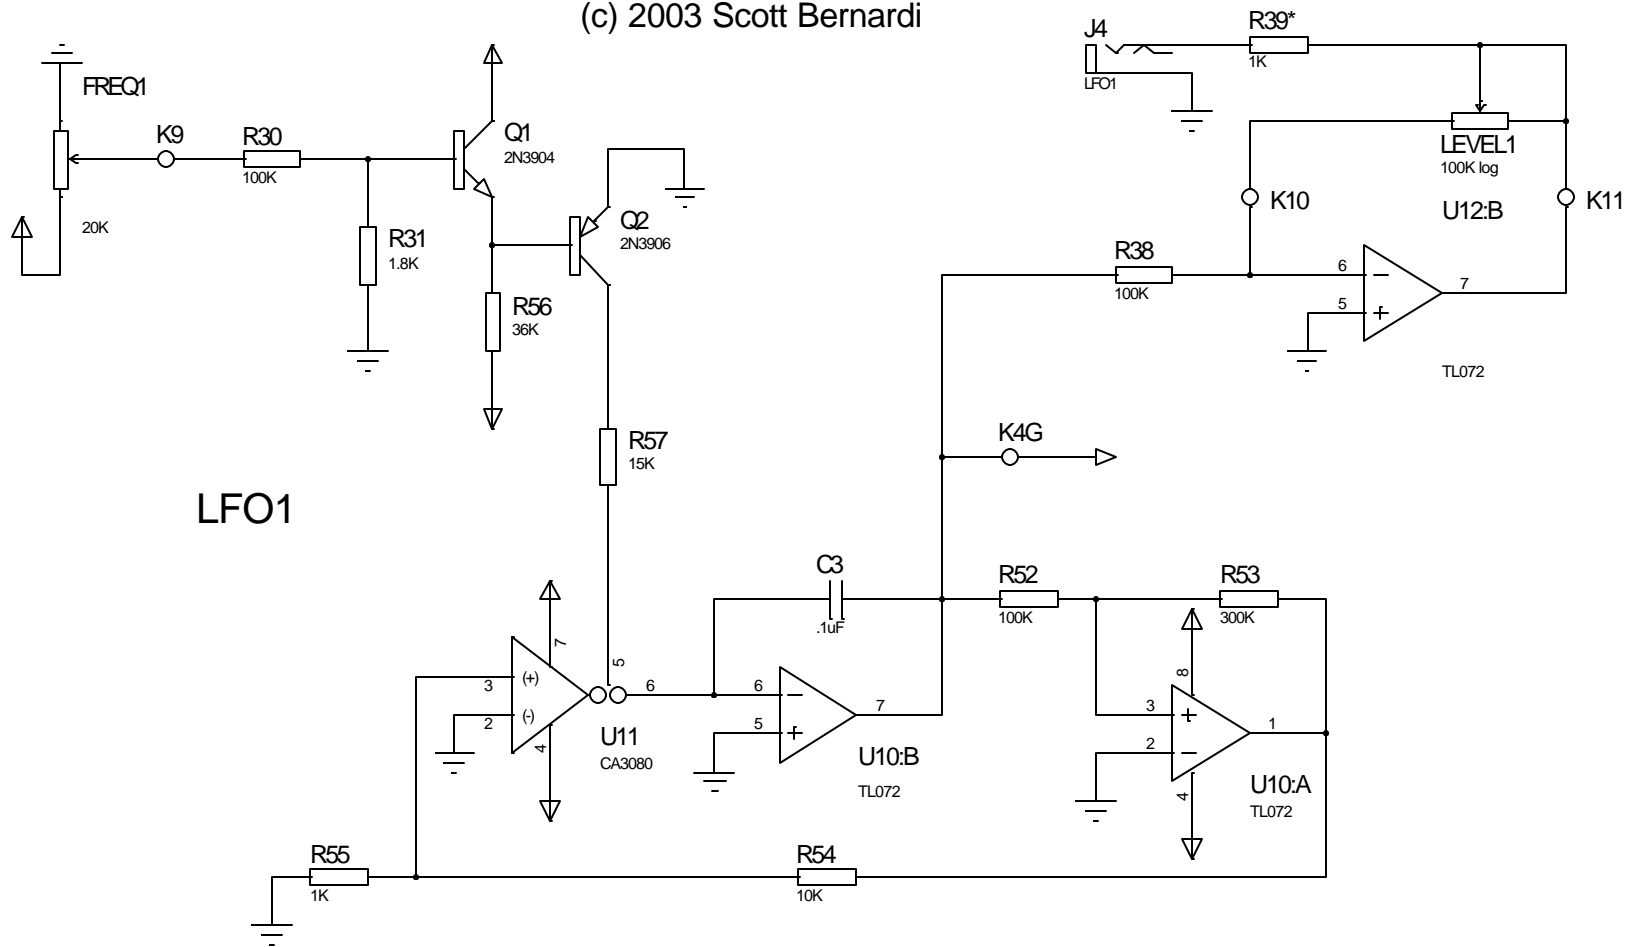 (c) 2003 Scott Bernardi
J4
LFO1
R39*
1K
FREQ1
20K
K9
R30
100K
Q1
2N3904
R31
1.8K
Q2
2N3906
R56
36K
R57
15K
LEVEL1
100K log
K10
K11
U12:B
R38
100K
6
5
7
TL072
K4G
LFO1
C3
.1uF
R52
100K
R53
300K
7
5
3
(+)
(-)
2
4
6
U11
CA3080
6
5
7
U10:B
TL072
8
3
2
1
4
U10:A
TL072
R55
1K
R54
10K